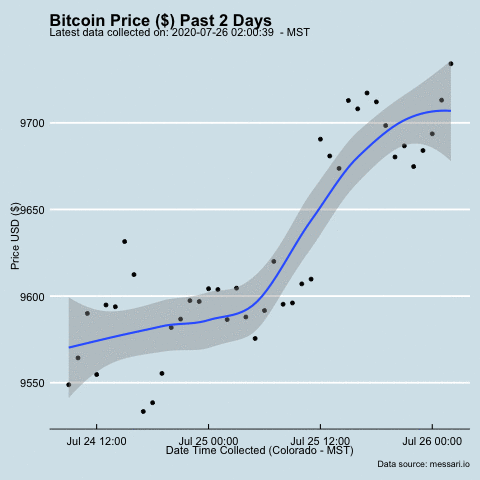 Bitcoin Price ($) Past 2 Days
Latest data collected on: 2020-07-26 02:00:39 - MST
9700
9650
9600
9550
Price USD ($)
Jul 24 12:00 Jul 25 00:00 Jul 25 12:00 Jul 26 00:00
Date Time Collected (Colorado - MST)
Data source: messari.io